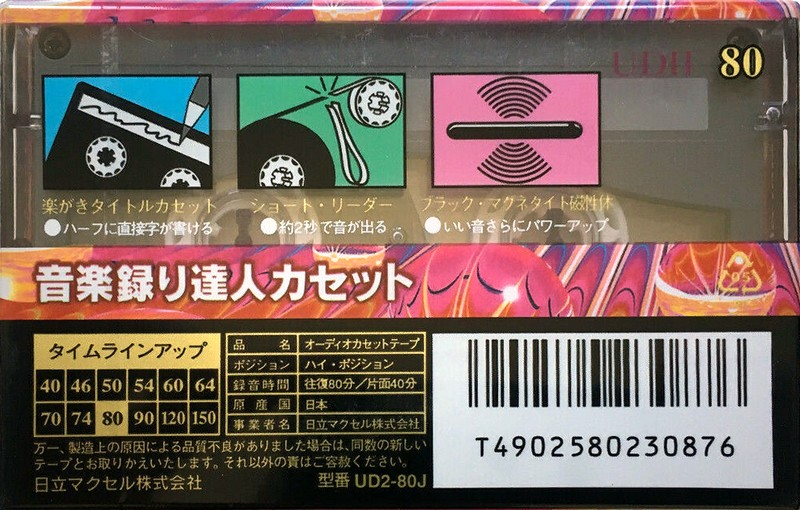 UDII 80
楽がきタイトルカセット
●ハーフに直接字が書ける
ショート・リーダー
●約2秒で音が出る
ブラック・マグネタイト磁性体
●いい音さらにパワーアップ
音楽録り達人カセット
タイムラインアップ
40 46 50 54 60 64
70 74 80 90 120 150
品名 オーディオカセットテープ
ポジション ハイ・ポジション
録音時間 往復80分/片面40分
原産国 日本
事業者名 日立マクセル株式会社
万一、製造上の原因による品質不良がありました場合は、同数の新しい
テープとお取りかえいたします。それ以外の責はご容赦ください。
日立マクセル株式会社 型番 UD2-80J
T4902580230876